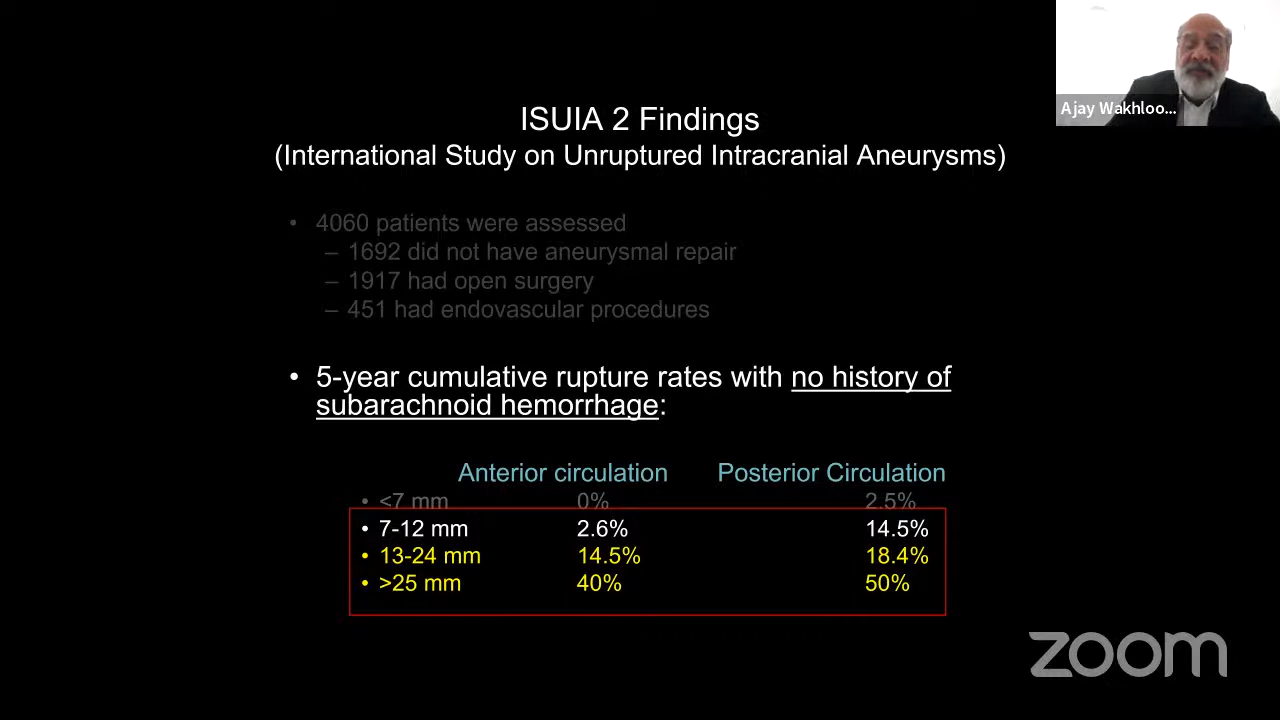 ISUIA 2 Findings
(International Study on Unruptured Intracranial Aneurysms)
Ajay Wakhloo...
• 4060 patients were assessed
– 1692 did not have aneurysmal repair
– 1917 had open surgery
– 451 had endovascular procedures
• 5-year cumulative rupture rates with no history of
subarachnoid hemorrhage:
Anterior circulation Posterior Circulation
• <7 mm 0% 2.5%
• 7-12 mm 2.6% 14.5%
• 13-24 mm 14.5% 18.4%
• >25 mm 40% 50%
zoom